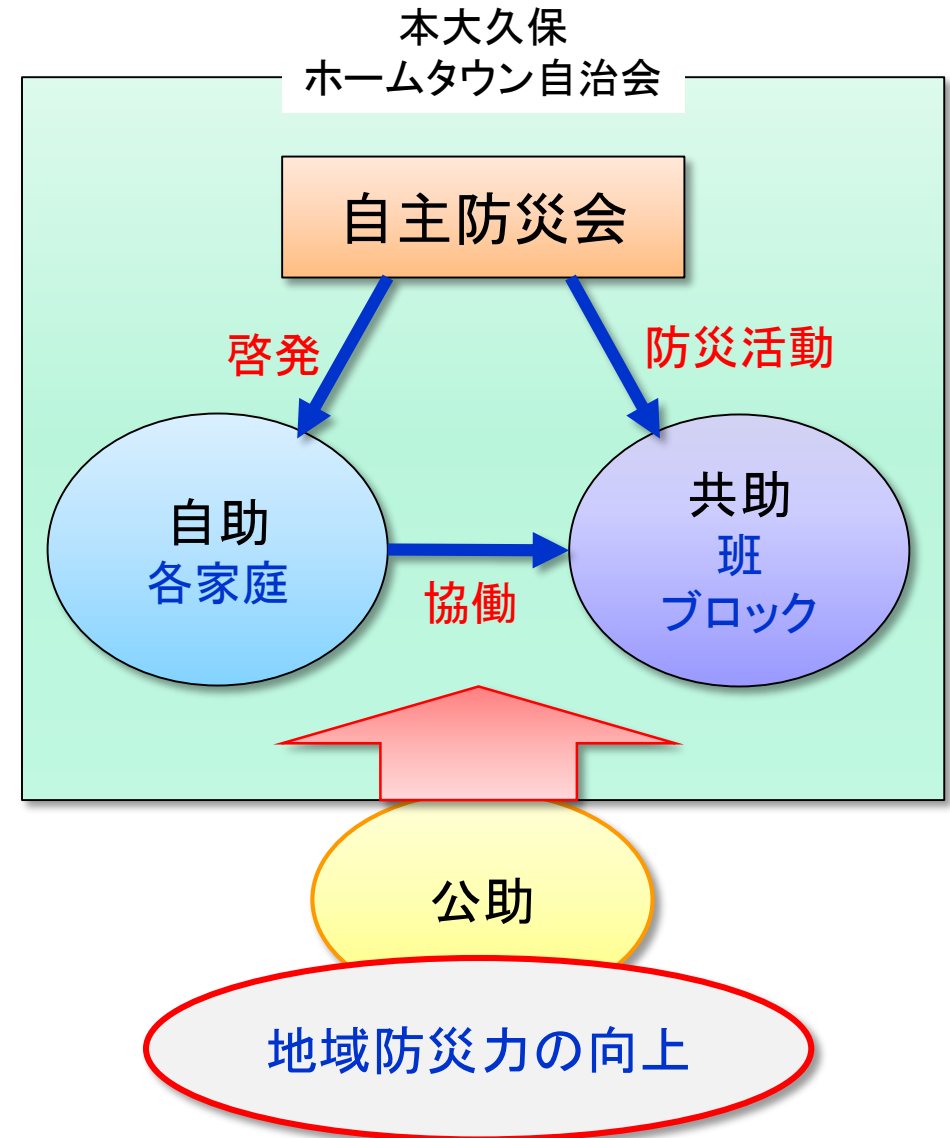 本大久保
ホームタウン自治会
自主防災会
啓発
防災活動
自助
各家庭
協働
共助
班
ブロック
公助
地域防災力の向上